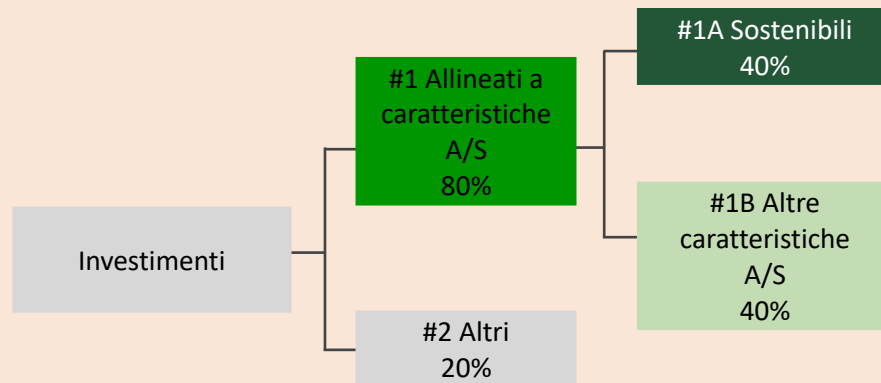 Investimenti
#1 Allineati a
caratteristiche
A/S
80%
#2 Altri
20%
#1A Sostenibili
40%
#1B Altre
caratteristiche
A/S
40%